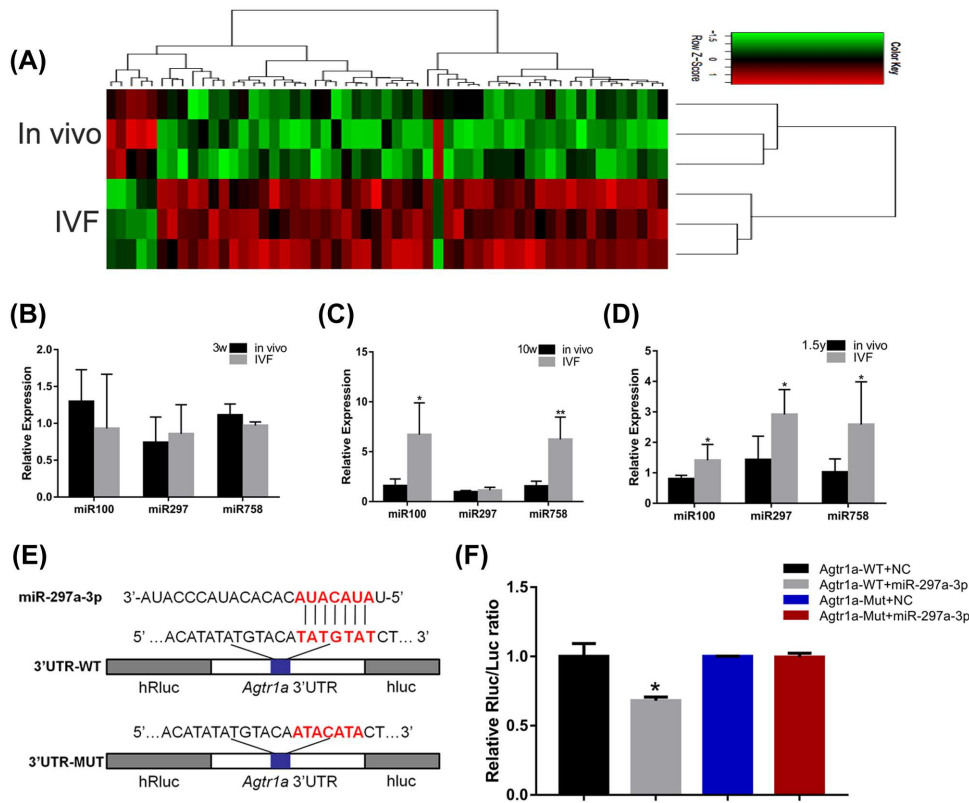 (A)
-1.5
0
1
Row Z-Score
Color Key
In vivo
IVF
(B)
3w
in vivo
IVF
Relative Expression
2.0
1.5
1.0
0.5
0.0
miR100 miR297 miR758
(C)
10w
in vivo
IVF
Relative Expression
15
10
5
0
*
**
miR100 miR297 miR758
(D)
1.5y
in vivo
IVF
Relative Expression
6
4
3
2
1
0
*
*
*
miR100 miR297 miR758
(E)
miR-297a-3p 3'-AUACCCAUACACACAUACAUAU-5'
5' …ACATATATGTACATATGTATCT… 3'
3'UTR-WT
hRluc Agtr1a 3'UTR hluc
5'…ACATATATGTACAATACATACT…3'
3'UTR-MUT
hRluc Agtr1a 3'UTR hluc
(F)
Agtr1a-WT+NC
Agtr1a-WT+miR-297a-3p
Agtr1a-Mut+NC
Agtr1a-Mut+miR-297a-3p
Relative Rluc/Luc ratio
1.5
1.0
0.5
0.0
*